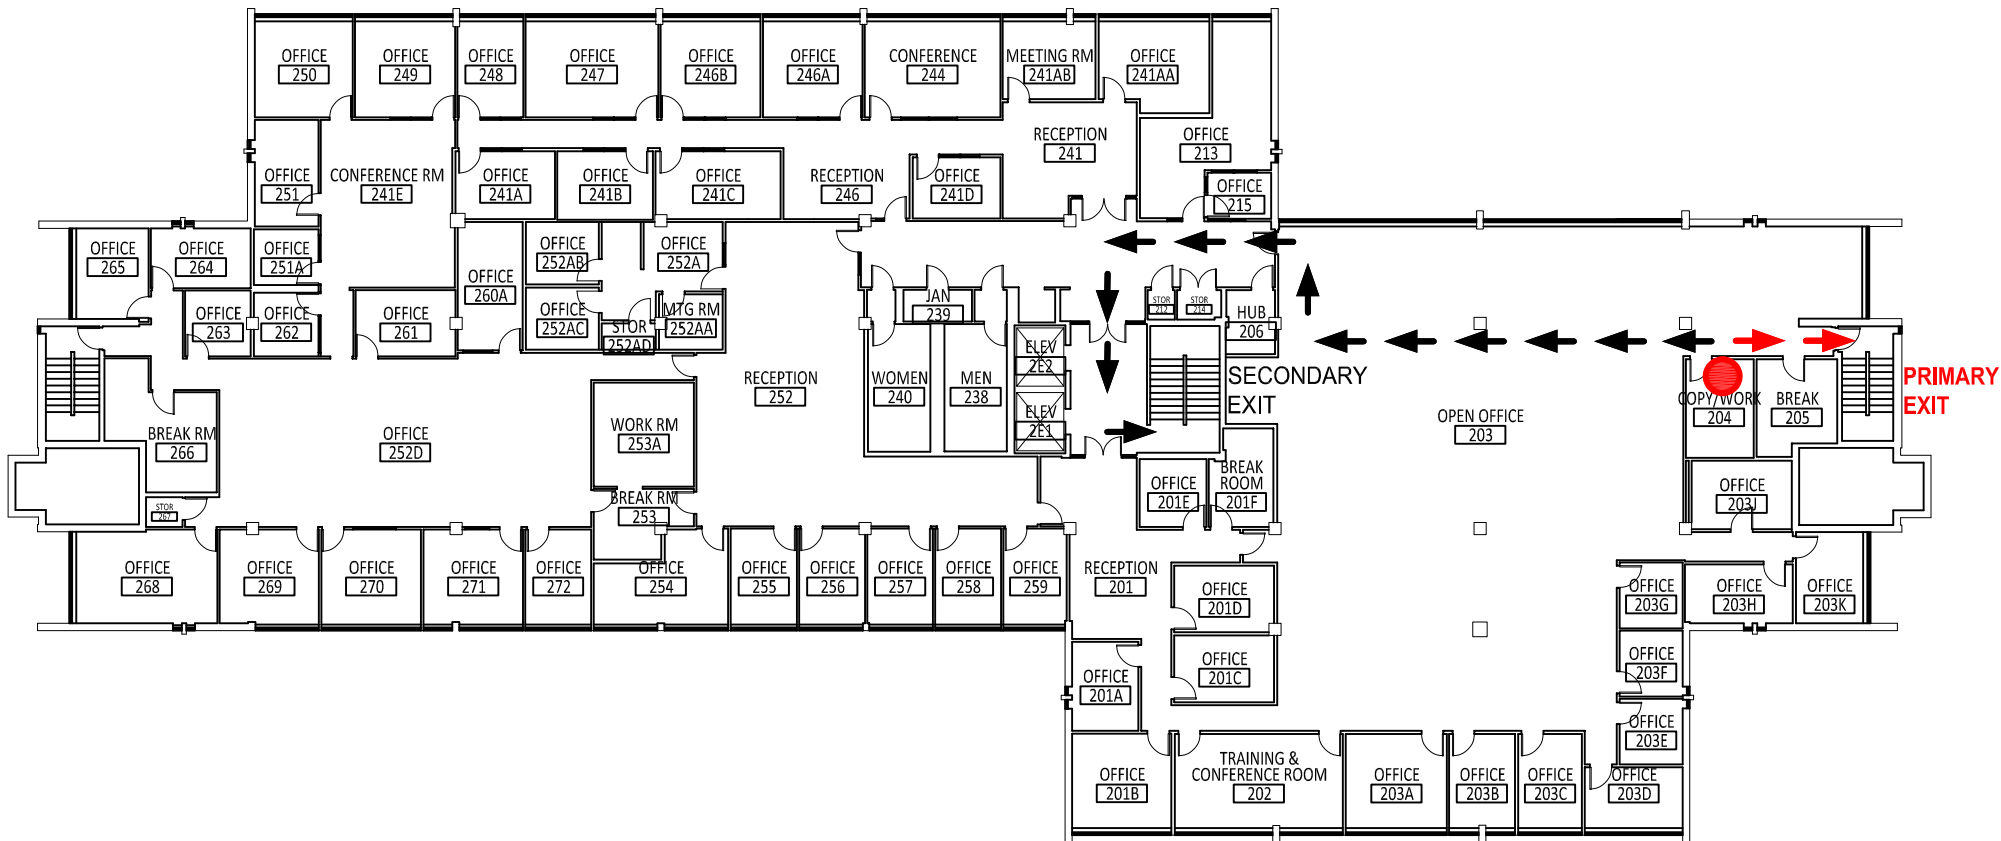 OFFICE
250
OFFICE
249
OFFICE
248
OFFICE
247
OFFICE
246B
OFFICE
246A
CONFERENCE
244
MEETING RM
241AB
OFFICE
241AA
RECEPTION
241
OFFICE
213
OFFICE
215
OFFICE
251
CONFERENCE RM
241E
OFFICE
241A
OFFICE
241B
OFFICE
241C
RECEPTION
246
OFFICE
241D
OFFICE
265
OFFICE
264
OFFICE
251A
OFFICE
263
OFFICE
262
OFFICE
261
OFFICE
260A
OFFICE
252AB
OFFICE
252A
OFFICE
252AC
STOR
252AD
MTG RM
252AA
JAN
239
STOR
212
STOR
214
HUB
206
ELEV
2E2
ELEV
2E1
WOMEN
240
MEN
238
RECEPTION
252
SECONDARY
EXIT
OPEN OFFICE
203
COPY/WORK
204
BREAK
205
PRIMARY
EXIT
BREAK RM
266
OFFICE
252D
WORK RM
253A
BREAK RM
253
STOR
267
OFFICE
201E
BREAK
ROOM
201F
OFFICE
203J
OFFICE
268
OFFICE
269
OFFICE
270
OFFICE
271
OFFICE
272
OFFICE
254
OFFICE
255
OFFICE
256
OFFICE
257
OFFICE
258
OFFICE
259
RECEPTION
201
OFFICE
201D
OFFICE
201C
OFFICE
201A
OFFICE
201B
TRAINING &
CONFERENCE ROOM
202
OFFICE
203A
OFFICE
203B
OFFICE
203C
OFFICE
203D
OFFICE
203E
OFFICE
203F
OFFICE
203G
OFFICE
203H
OFFICE
203K